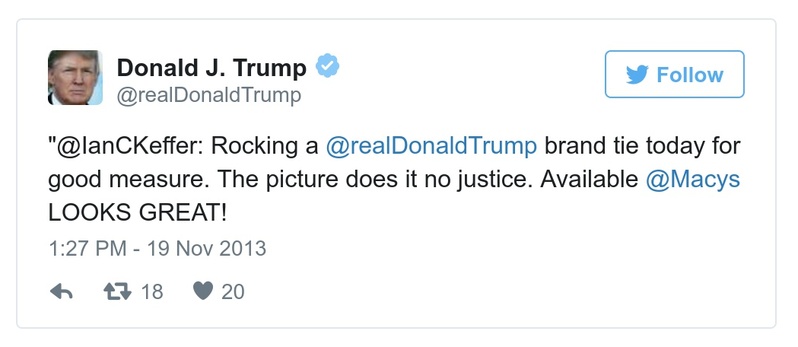 Donald J. Trump
@realDonaldTrump
Follow
"@IanCKeffer: Rocking a @realDonaldTrump brand tie today for
good measure. The picture does it no justice. Available @Macys
LOOKS GREAT!
1:27 PM - 19 Nov 2013
18 20